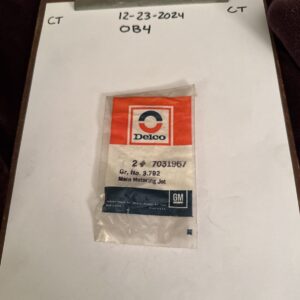 CT 12-23-2024 CT
OB4
Delco
2 7031967
Gr. No. 3.792
Main Metering Jet
GM